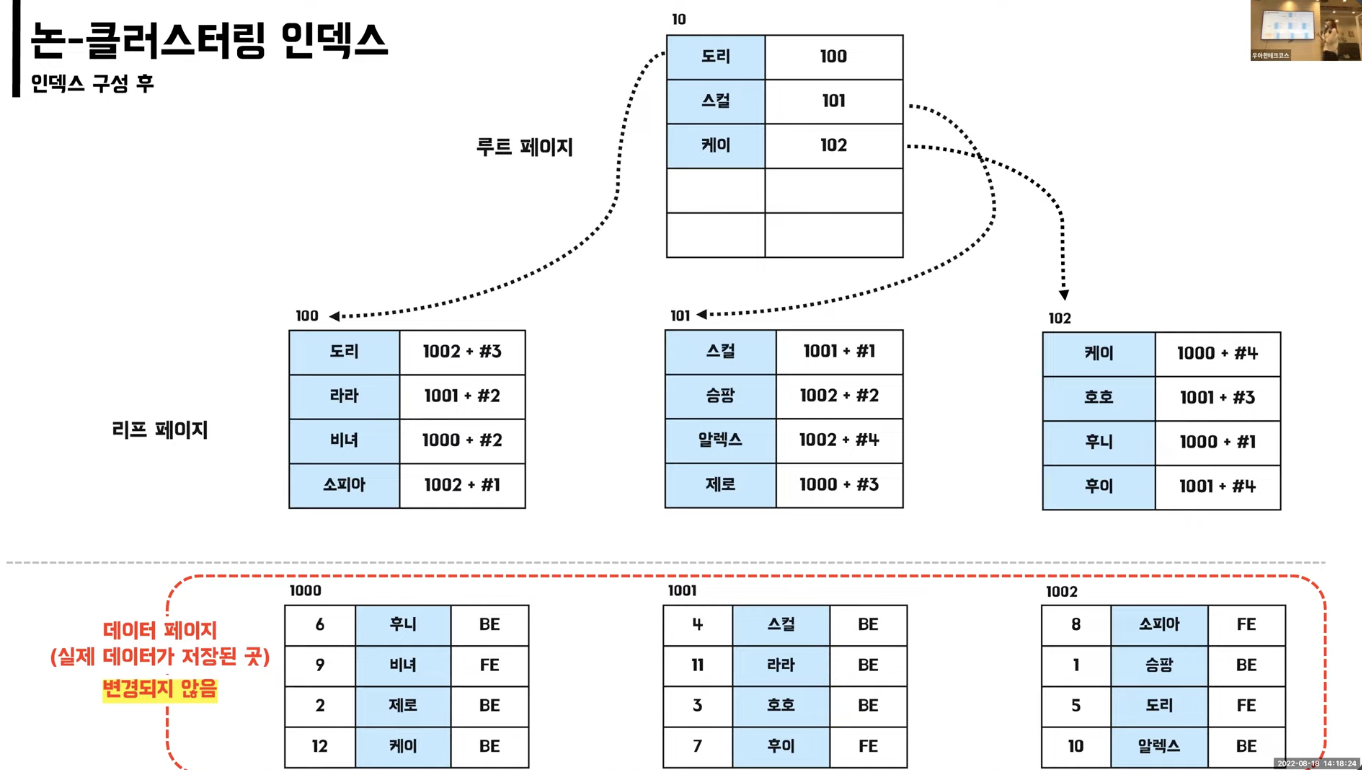 논-클러스터링 인덱스
인덱스 구성 후
우아한테크코스
10
도리 100
스컬 101
케이 102
루트 페이지
100
도리 1002 + #3
라라 1001 + #2
비녀 1000 + #2
소피아 1002 + #1
101
스컬 1001 + #1
승팡 1002 + #2
알렉스 1002 + #4
제로 1000 + #3
102
케이 1000 + #4
호호 1001 + #3
후니 1000 + #1
후이 1001 + #4
리프 페이지
데이터 페이지
(실제 데이터가 저장된 곳)
변경되지 않음
1000
6 후니 BE
9 비녀 FE
2 제로 BE
12 케이 BE
1001
4 스컬 BE
11 라라 BE
3 호호 BE
7 후이 FE
1002
8 소피아 FE
1 승팡 BE
5 도리 FE
10 알렉스 BE